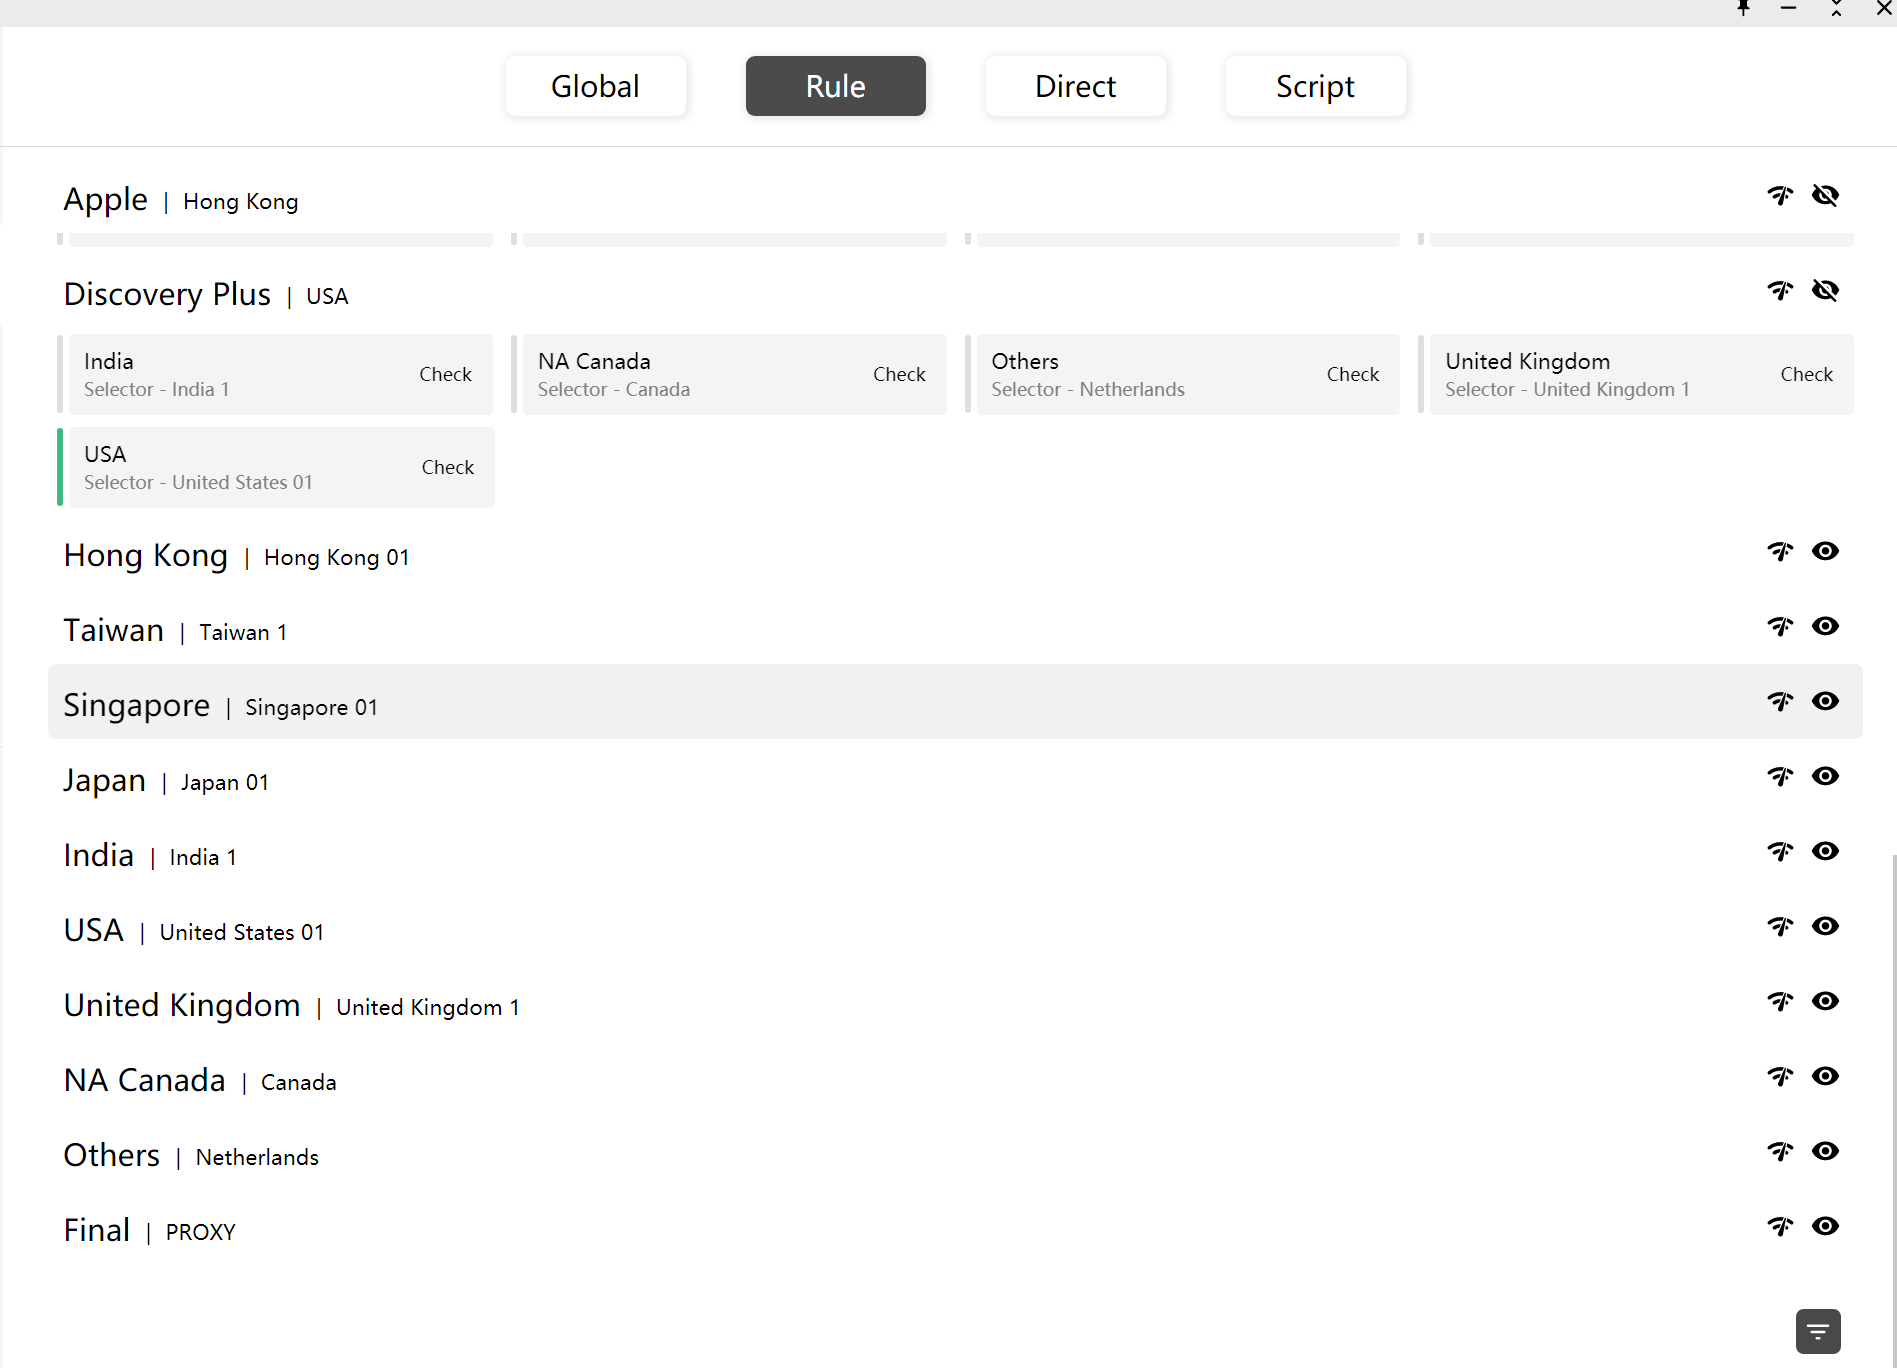 Global Rule Direct Script
Apple | Hong Kong
Discovery Plus | USA
India
Selector - India 1
Check
NA Canada
Selector - Canada
Check
Others
Selector - Netherlands
Check
United Kingdom
Selector - United Kingdom 1
Check
USA
Selector - United States 01
Check
Hong Kong | Hong Kong 01
Taiwan | Taiwan 1
Singapore | Singapore 01
Japan | Japan 01
India | India 1
USA | United States 01
United Kingdom | United Kingdom 1
NA Canada | Canada
Others | Netherlands
Final | PROXY